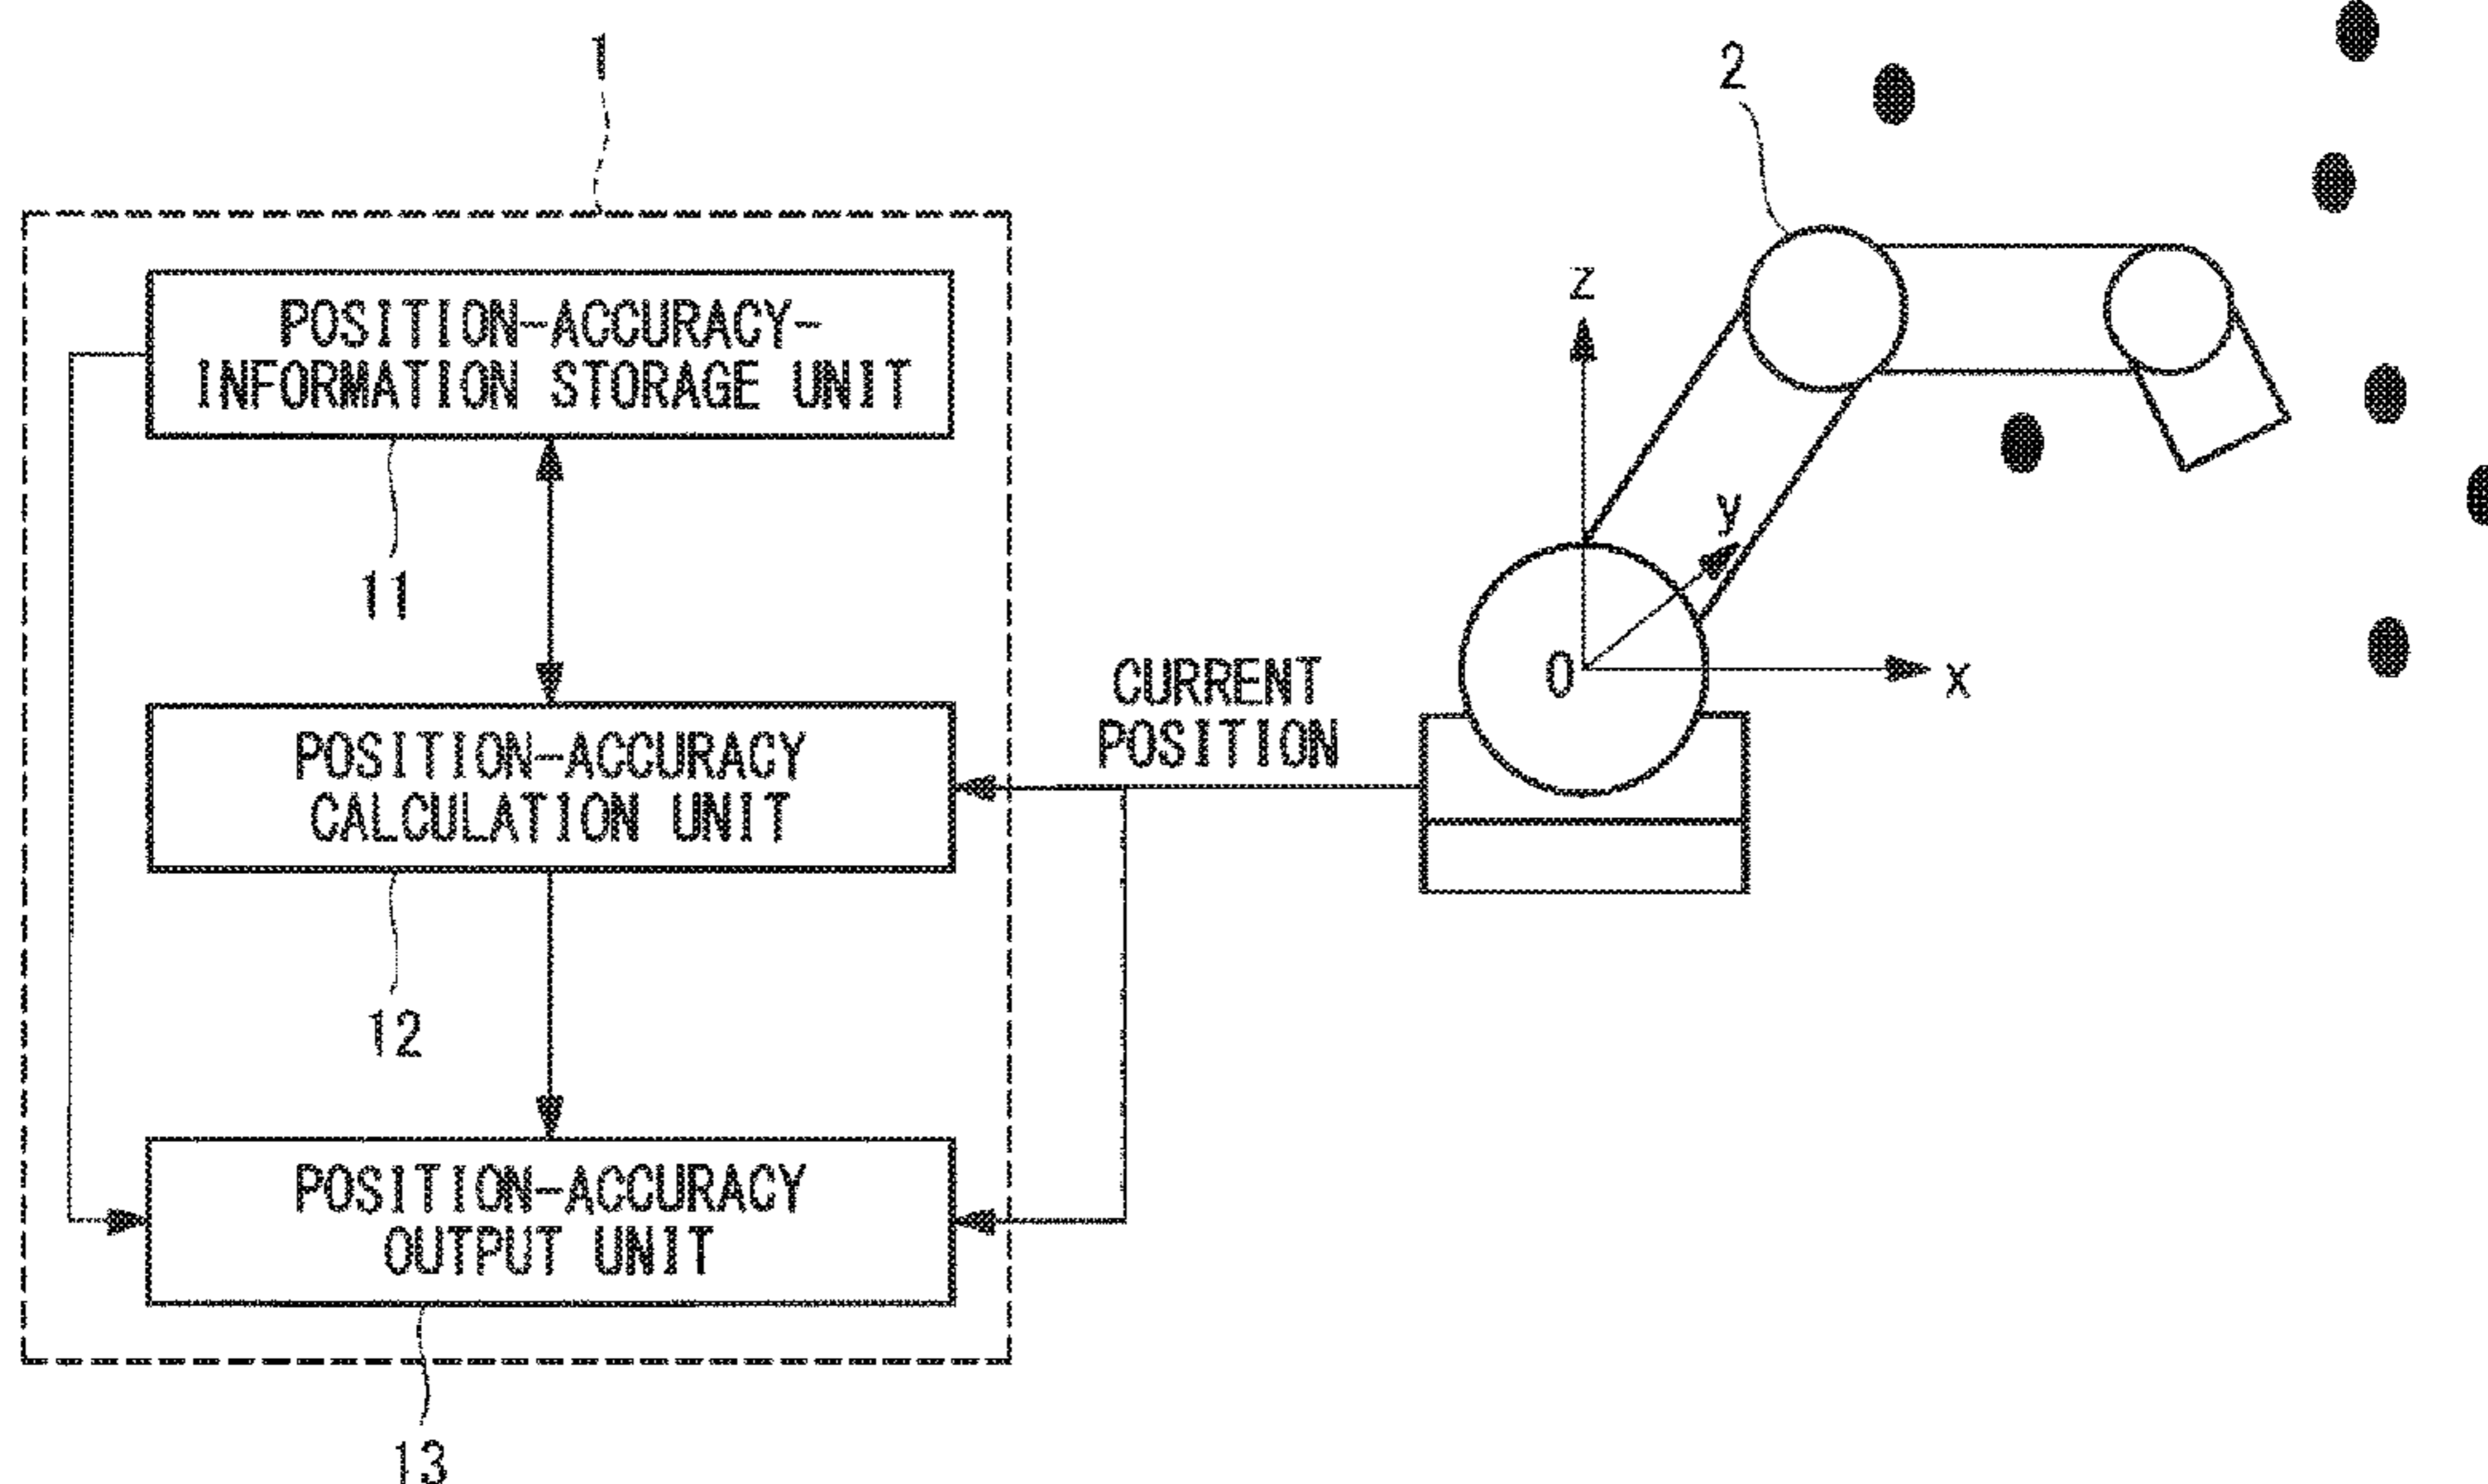 1
2
POSITION-ACCURACY-
INFORMATION STORAGE UNIT
11
z
y
0
x
CURRENT
POSITION
POSITION-ACCURACY
CALCULATION UNIT
12
POSITION-ACCURACY
OUTPUT UNIT
13